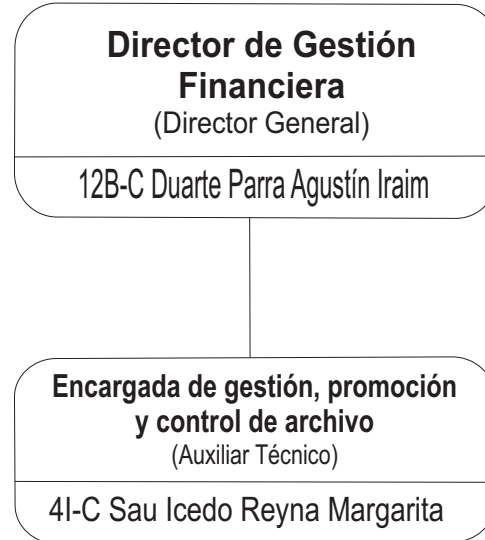 Director de Gestión
Financiera
(Director General)
12B-C Duarte Parra Agustín Iraim
Encargada de gestión, promoción
y control de archivo
(Auxiliar Técnico)
4I-C Sau Icedo Reyna Margarita